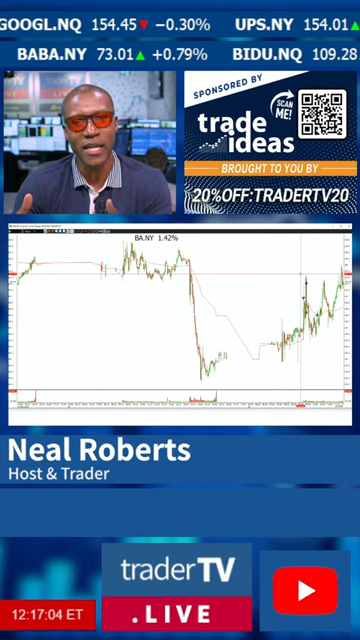 GOOGL.NQ 154.45 −0.30% UPS.NY 154.01
BABA.NY 73.01 +0.79% BIDU.NQ 109.28
SPONSORED BY
SCAN ME!
trade ideas
BROUGHT TO YOU BY
20%OFF:TRADERTV20
BA.NY 1.42%
Neal Roberts
Host & Trader
12:17:04 ET
traderTV
.LIVE